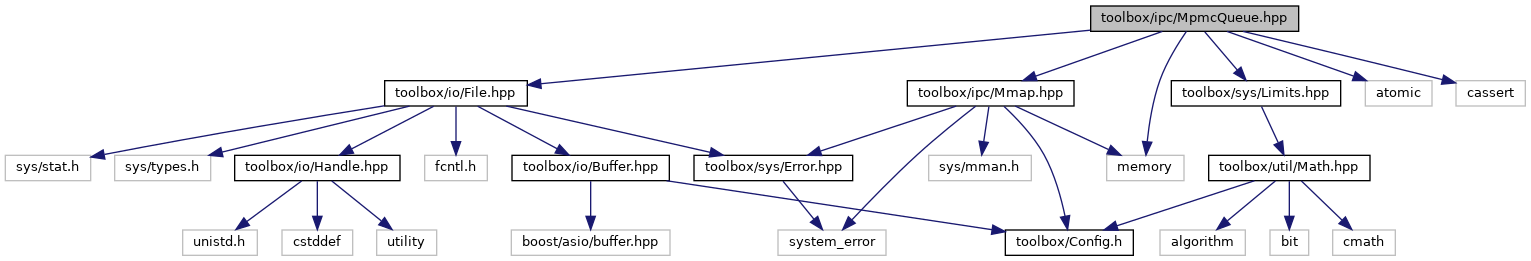 toolbox/ipc/MpmcQueue.hpp
toolbox/io/File.hpp
toolbox/ipc/Mmap.hpp
toolbox/sys/Limits.hpp
atomic
cassert
sys/stat.h
sys/types.h
toolbox/io/Handle.hpp
fcntl.h
toolbox/io/Buffer.hpp
toolbox/sys/Error.hpp
sys/mman.h
memory
toolbox/util/Math.hpp
unistd.h
cstddef
utility
boost/asio/buffer.hpp
system_error
toolbox/Config.h
algorithm
bit
cmath